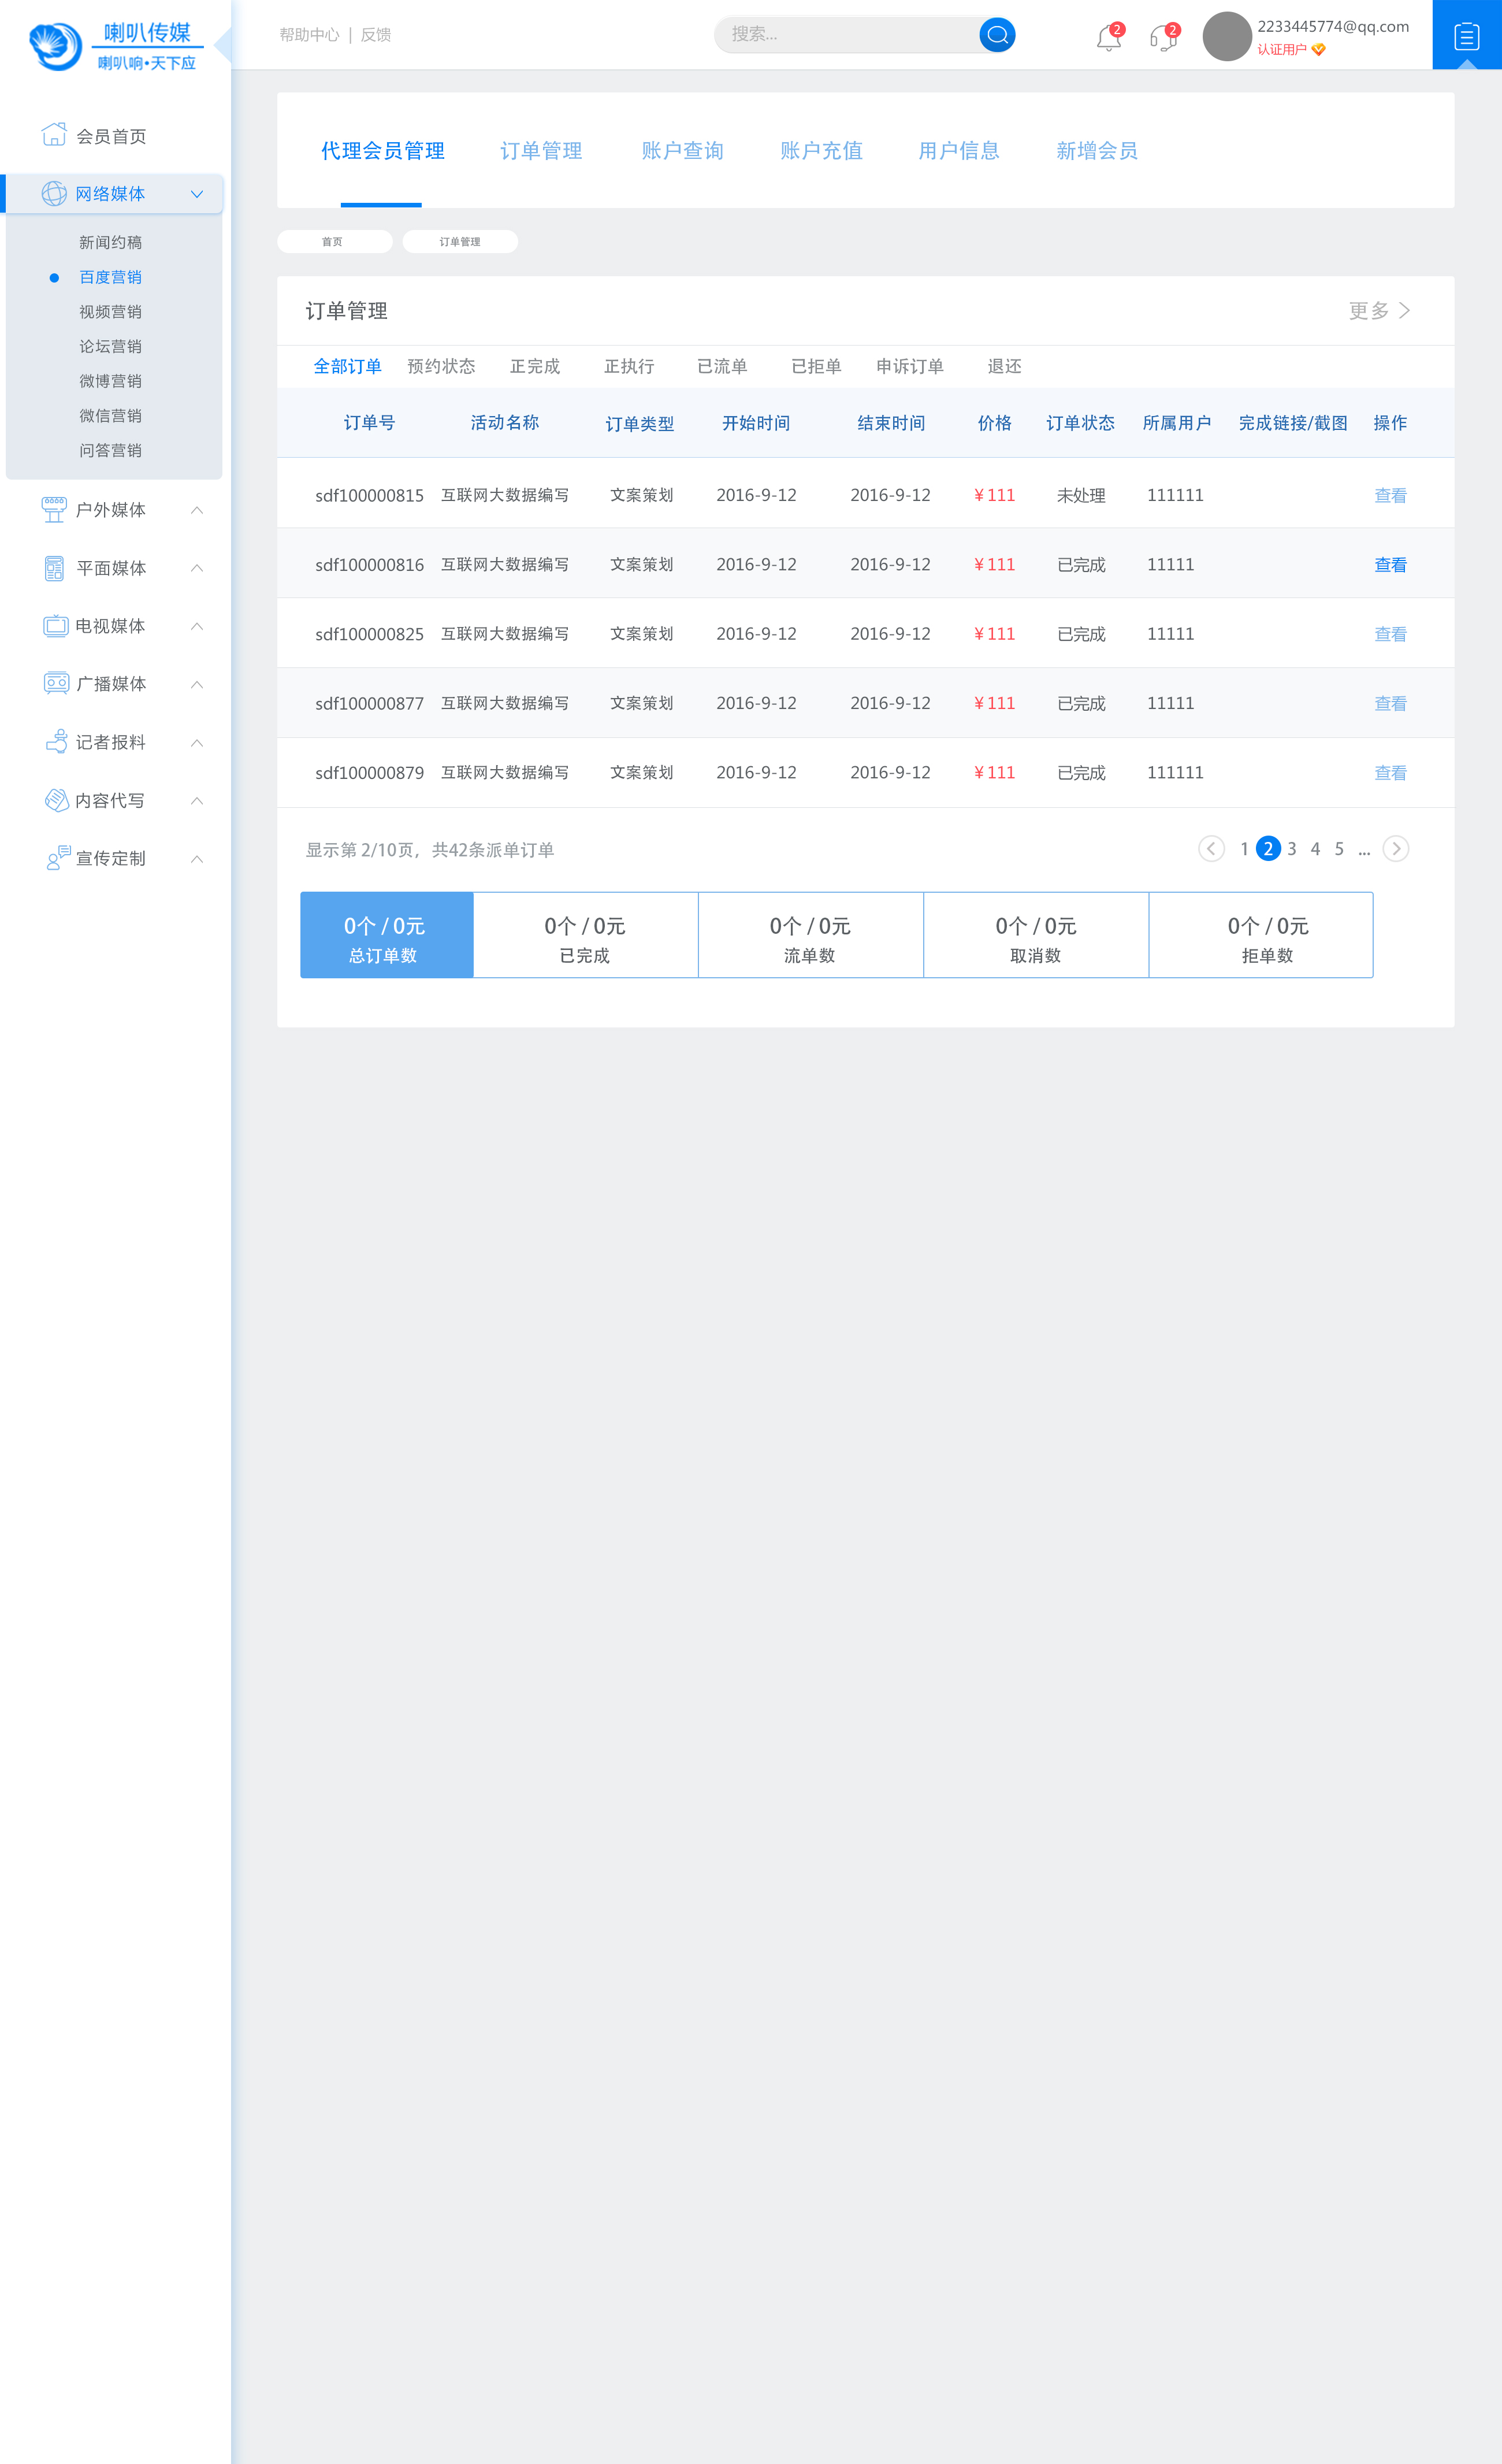 喇叭传媒
喇叭响•天下应
帮助中心 | 反馈
搜索...
2
2
2233445774@qq.com
认证用户
会员首页
网络媒体
新闻约稿
百度营销
视频营销
论坛营销
微博营销
微信营销
问答营销
户外媒体
平面媒体
电视媒体
广播媒体
记者报料
内容代写
宣传定制
代理会员管理 订单管理 账户查询 账户充值 用户信息 新增会员
首页 订单管理
订单管理 更多
全部订单 预约状态 正完成 正执行 已流单 已拒单 申诉订单 退还
订单号 活动名称 订单类型 开始时间 结束时间 价格 订单状态 所属用户 完成链接/截图 操作
sdf100000815 互联网大数据编写 文案策划 2016-9-12 2016-9-12 ¥111 未处理 111111 查看
sdf100000816 互联网大数据编写 文案策划 2016-9-12 2016-9-12 ¥111 已完成 11111 查看
sdf100000825 互联网大数据编写 文案策划 2016-9-12 2016-9-12 ¥111 已完成 11111 查看
sdf100000877 互联网大数据编写 文案策划 2016-9-12 2016-9-12 ¥111 已完成 11111 查看
sdf100000879 互联网大数据编写 文案策划 2016-9-12 2016-9-12 ¥111 已完成 111111 查看
显示第 2/10页，共42条派单订单 1 2 3 4 5 ...
0个 / 0元 0个 / 0元 0个 / 0元 0个 / 0元 0个 / 0元
总订单数 已完成 流单数 取消数 拒单数